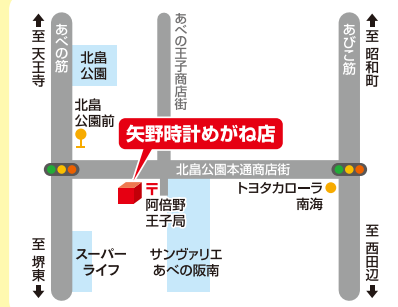 至 天王寺
あべの筋
北畠
公園
あべの王子商店街
あびこ筋
至 昭和町
北畠
公園前
矢野時計めがね店
北畠公園本通商店街
〒
阿倍野
王子局
トヨタカローラ
南海
至 堺東
スーパー
ライフ
サンヴァリエ
あべの阪南
至 西田辺